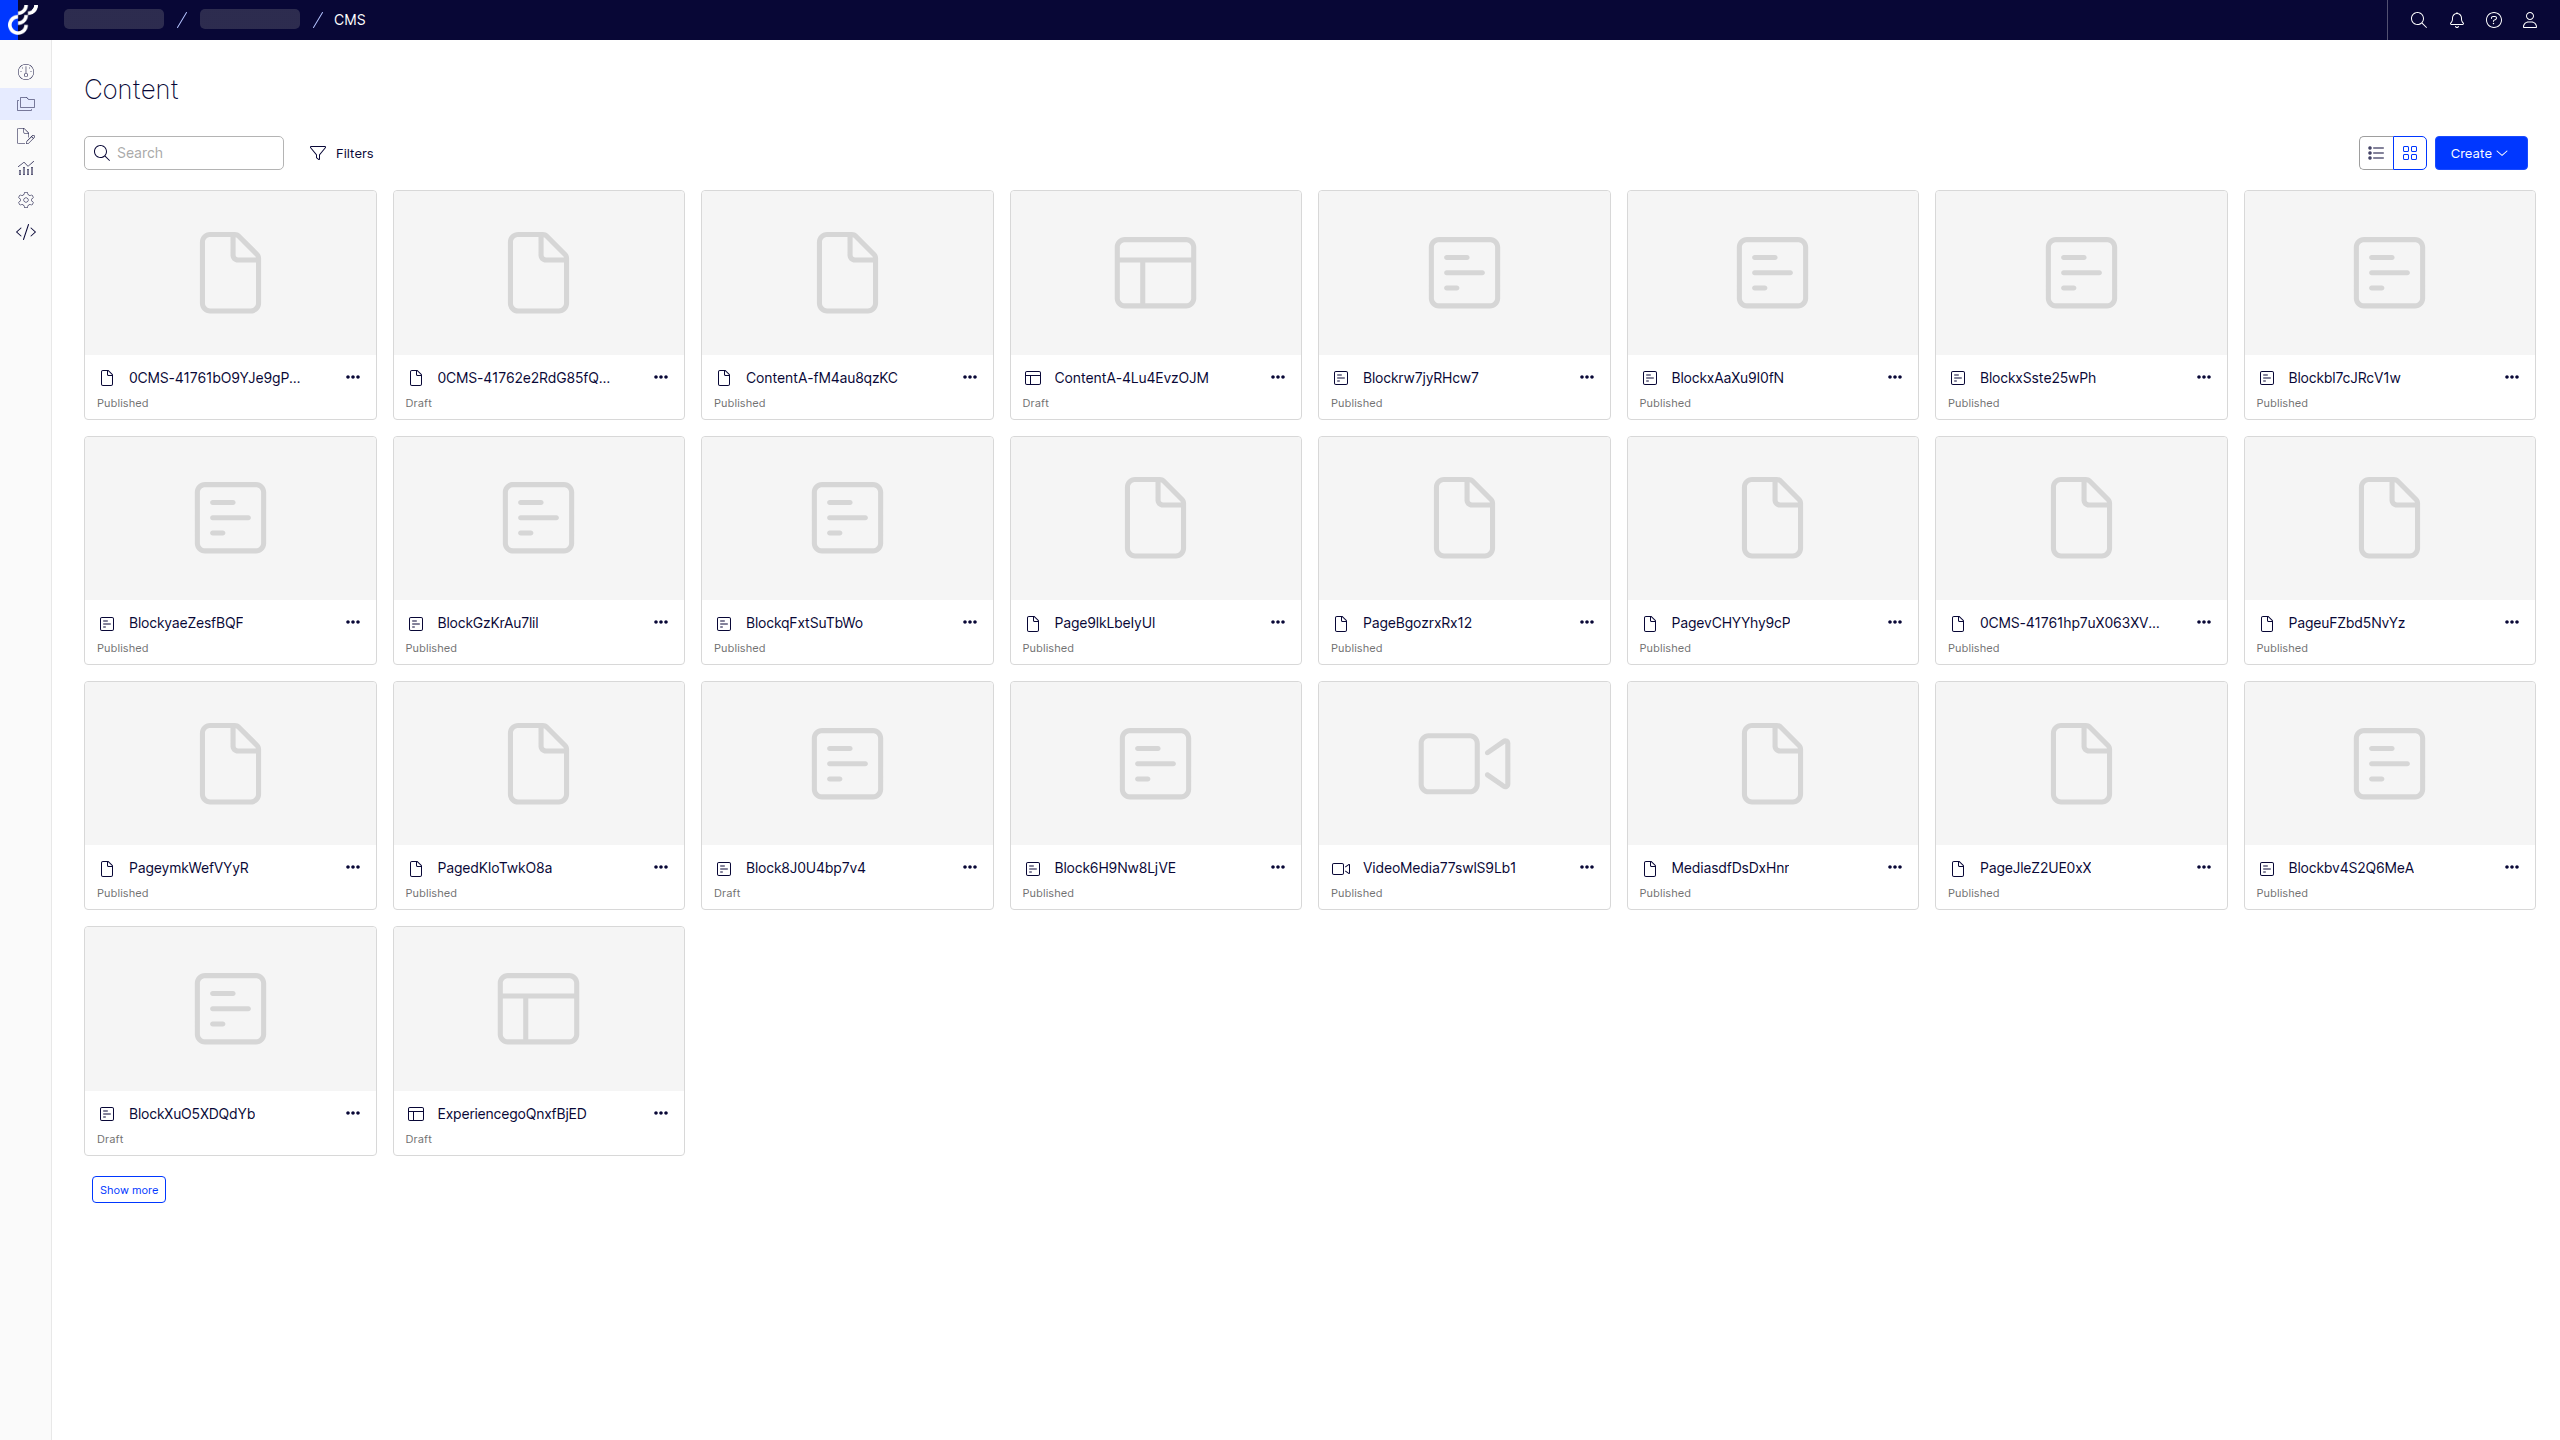 CMS
Content
Search
Filters
Create
0CMS-41761bO9YJe9gP...
Published
0CMS-41762e2RdG85fQ...
Draft
ContentA-fM4au8qzKC
Published
ContentA-4Lu4EvzOJM
Draft
Blockrw7jyRHcw7
Published
BlockxAaXu9I0fN
Published
BlockxSste25wPh
Published
Blockbl7cJRcV1w
Published
BlockyaeZesfBQF
Published
BlockGzKrAu7lil
Published
BlockqFxtSuTbWo
Published
Page9lkLbelyUl
Published
PageBgozrxRx12
Published
PagevCHYYhy9cP
Published
0CMS-41761hp7uX063XV...
Published
PageuFZbd5NvYz
Published
PageymkWefVYyR
Published
PagedKIoTwkO8a
Published
Block8J0U4bp7v4
Draft
Block6H9Nw8LjVE
Published
VideoMedia77swlS9Lb1
Published
MediasdfDsDxHnr
Published
PageJleZ2UE0xX
Published
Blockbv4S2Q6MeA
Published
BlockXuO5XDQdYb
Draft
ExperiencegoQnxfBjED
Draft
Show more